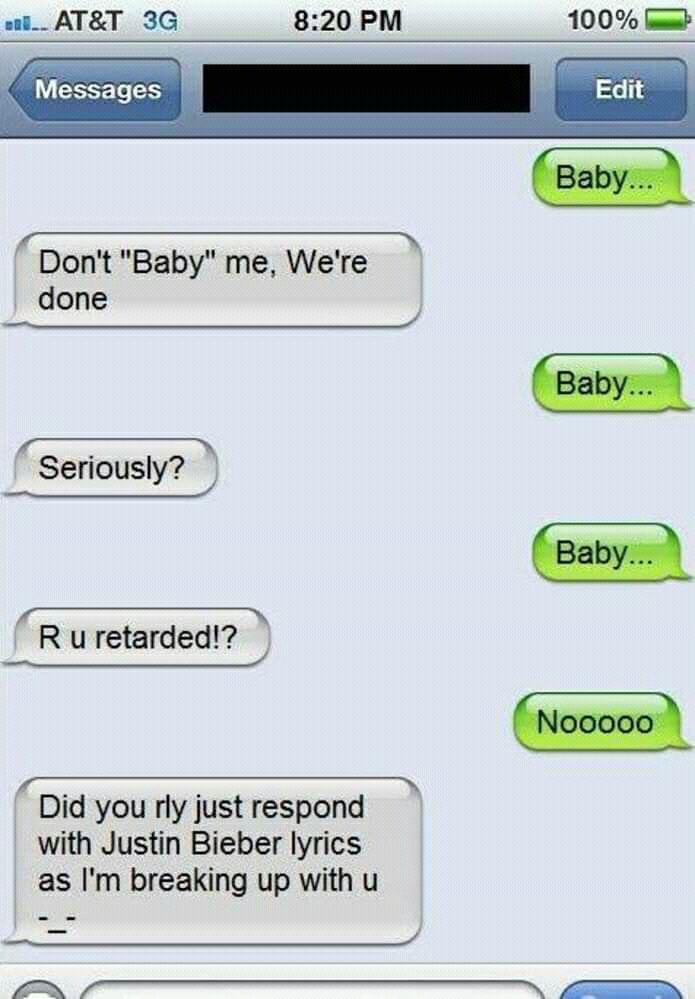 AT&T 3G 8:20 PM 100%
Messages Edit
Baby...
Don't "Baby" me, We're
done
Baby...
Seriously?
Baby...
R u retarded!?
Nooooo
Did you rly just respond
with Justin Bieber lyrics
as I'm breaking up with u
-_-